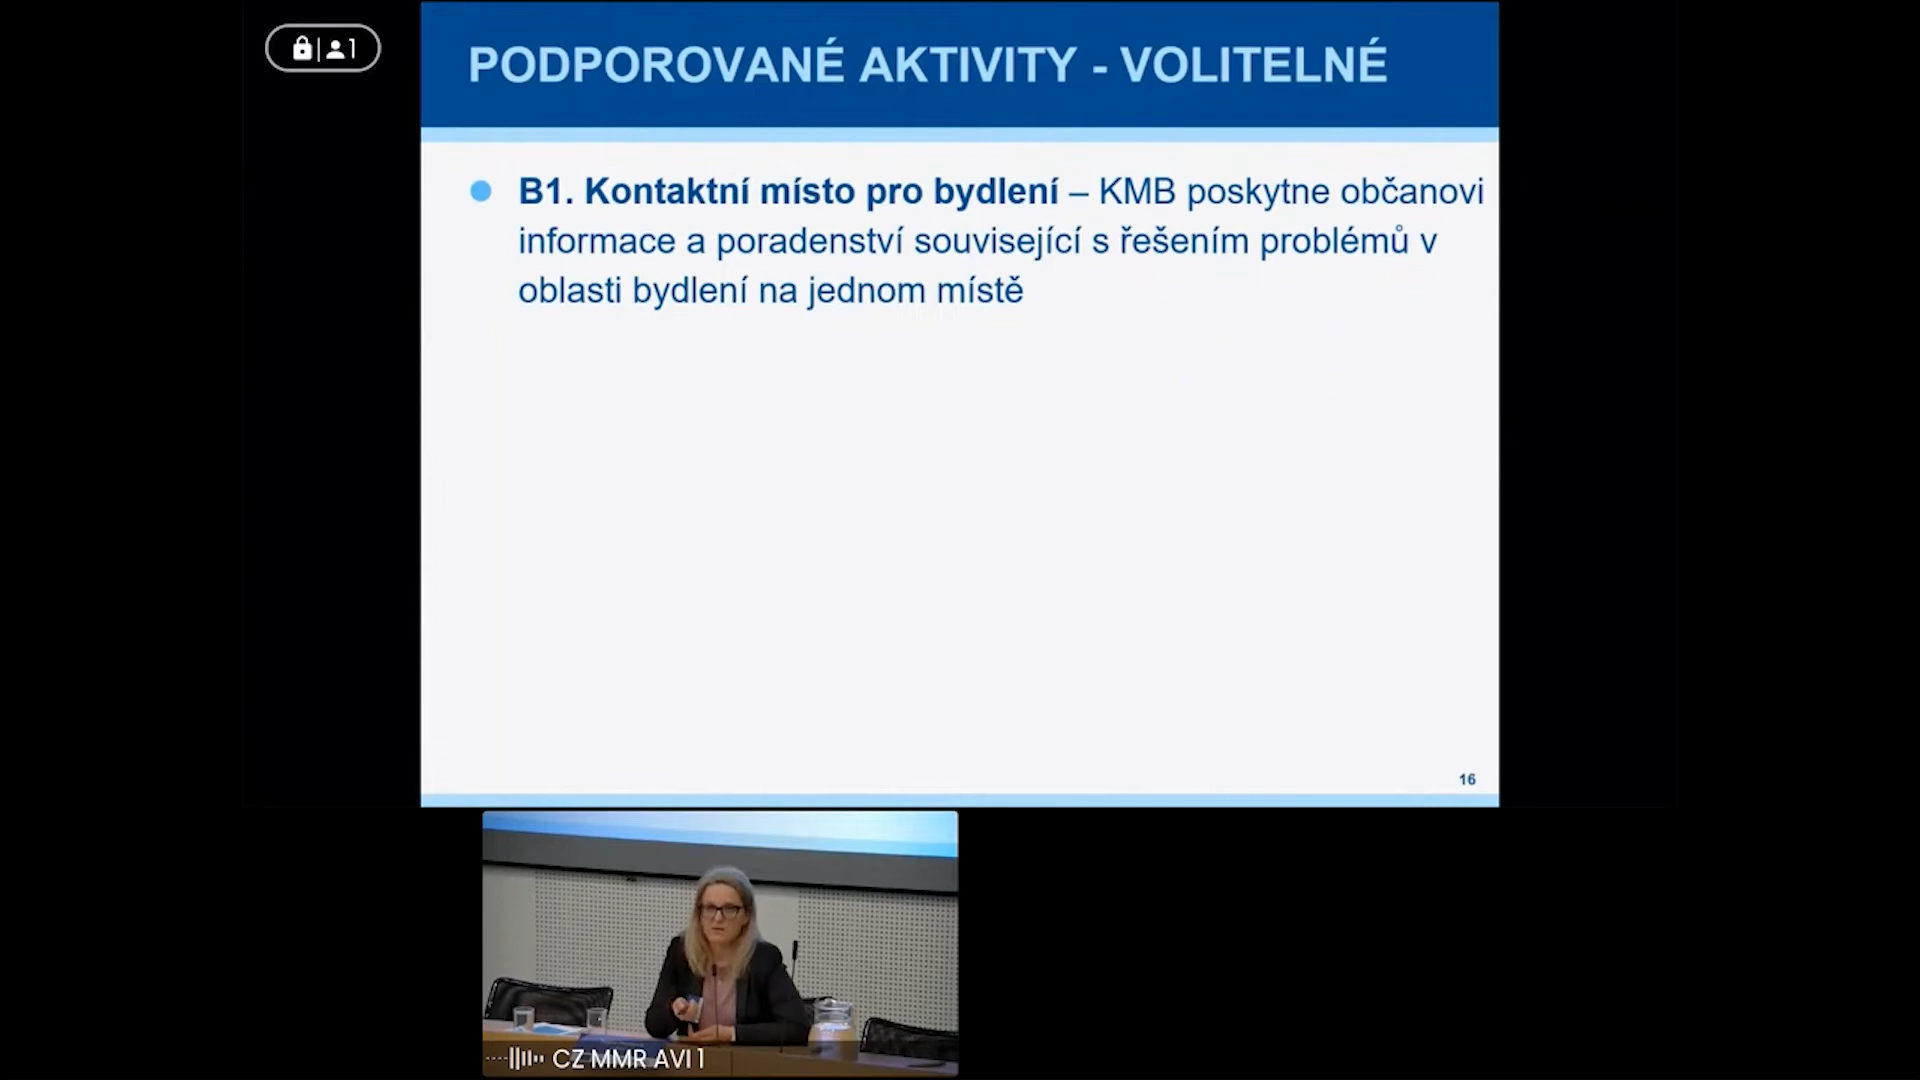 1
PODPOROVANÉ AKTIVITY - VOLITELNÉ
B1. Kontaktní místo pro bydlení – KMB poskytne občanovi
informace a poradenství související s řešením problémů v
oblasti bydlení na jednom místě
16
CZ MMR AVI 1